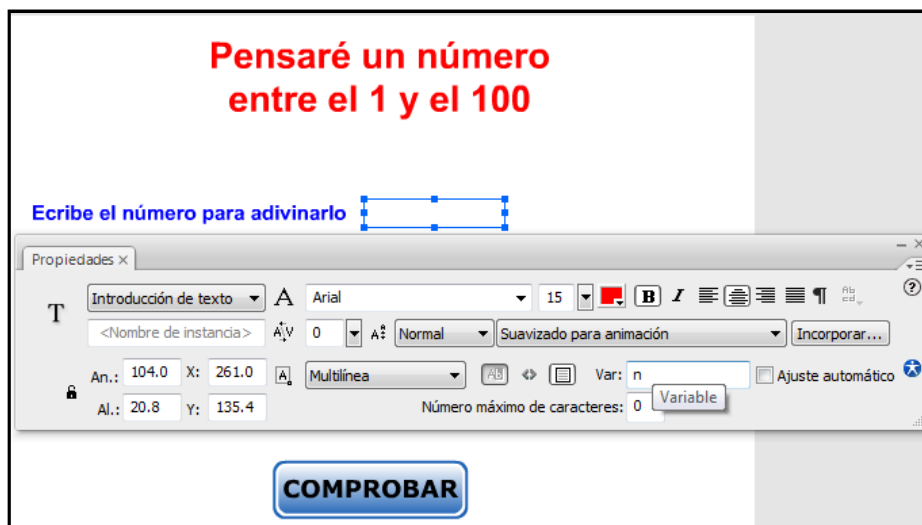 Pensaré un número
entre el 1 y el 100
Ecribe el número para adivinarlo
Propiedades ×
T Introducción de texto A Arial 15 B I ¶
<Nombre de instancia> A V 0 A Normal Suavizado para animación Incorporar...
An.: 104.0 X: 261.0 A Multilínea Ab Var: n Ajuste automático
Variable
Al.: 20.8 Y: 135.4 Número máximo de caracteres: 0
COMPROBAR